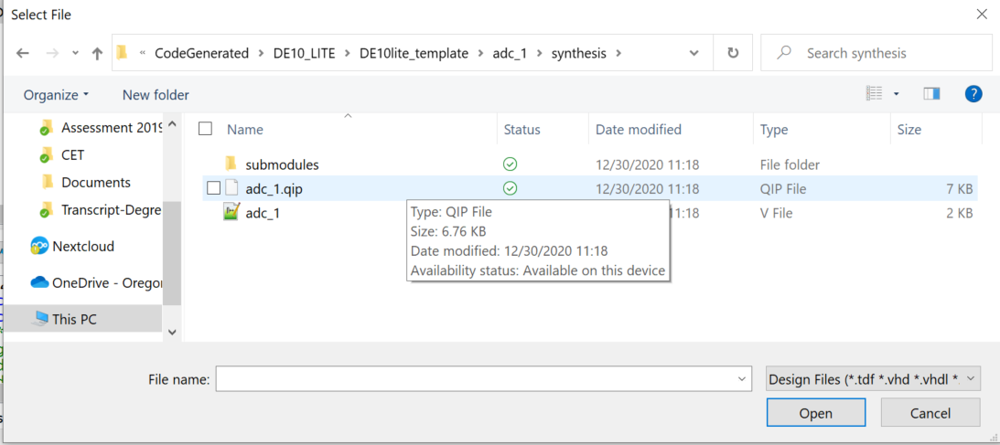 Select File
« CodeGenerated > DE10_LITE > DE10lite_template > adc_1 > synthesis >
Search synthesis
Organize
New folder
?
Name Status Date modified Type Size
Assessment 2019
CET
Documents
Transcript-Degre
Nextcloud
OneDrive - Oregor
This PC
submodules 12/30/2020 11:18 File folder
adc_1.qip 12/30/2020 11:18 QIP File 7 KB
adc_1 1:18 V File 2 KB
Type: QIP File
Size: 6.76 KB
Date modified: 12/30/2020 11:18
Availability status: Available on this device
File name:
Design Files (*.tdf *.vhd *.vhdl *.
Open Cancel